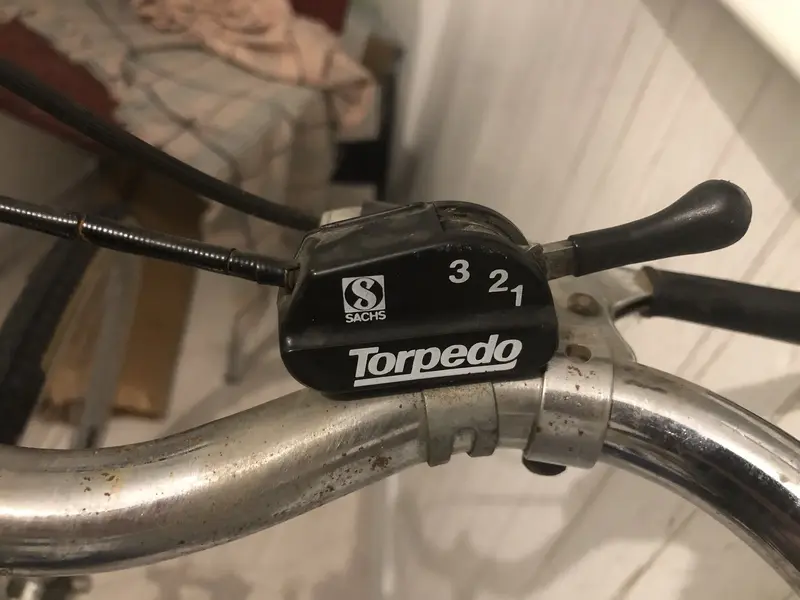 3 2 1
S
SACHS
Torpedo